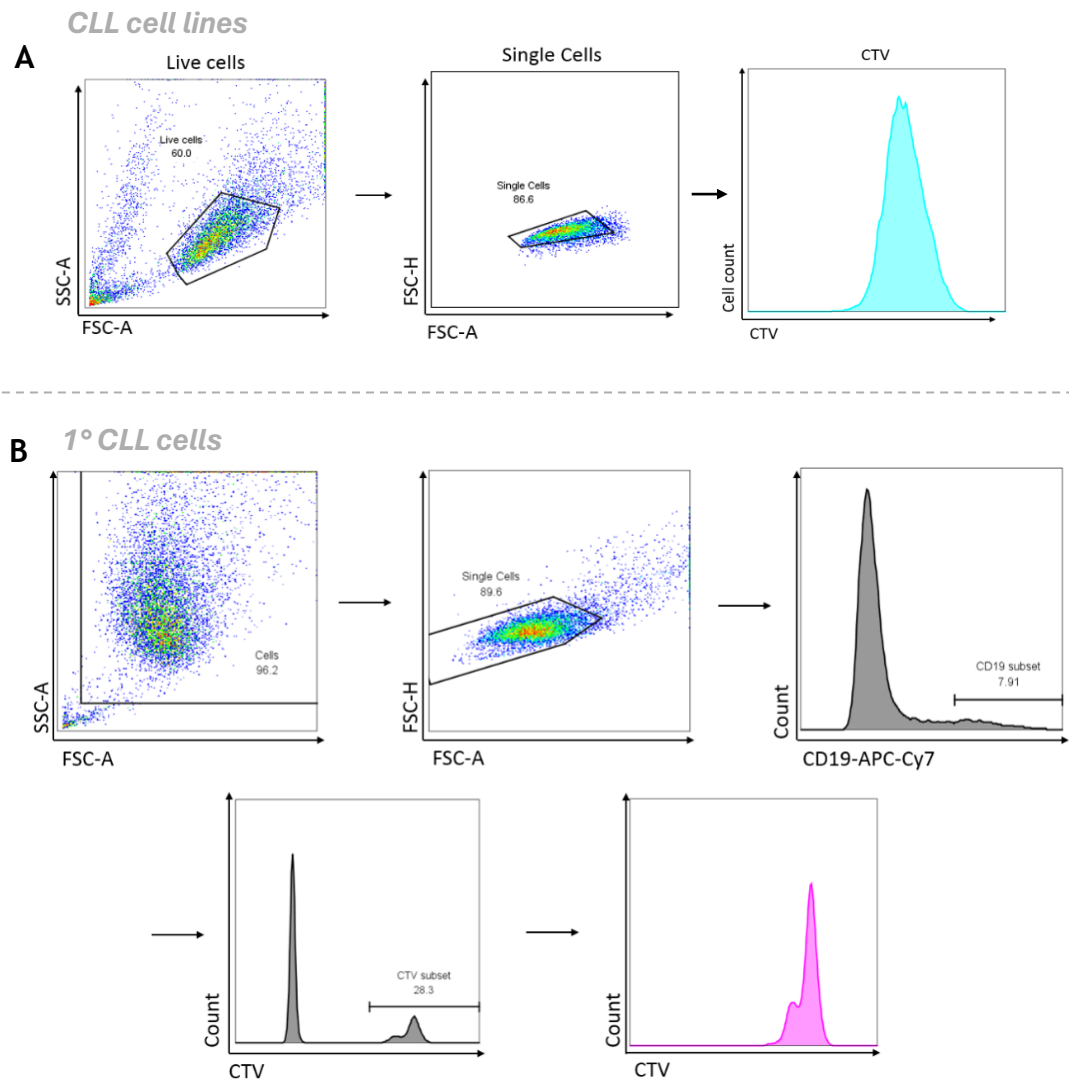 CLL cell lines
A
Live cells
Live cells
60.0
SSC-A
FSC-A
Single Cells
Single Cells
86.6
FSC-H
FSC-A
CTV
Cell count
CTV
1° CLL cells
B
Cells
96.2
SSC-A
FSC-A
Single Cells
89.6
FSC-H
FSC-A
CD19 subset
7.91
Count
CD19-APC-Cy7
CTV subset
28.3
Count
CTV
Count
CTV